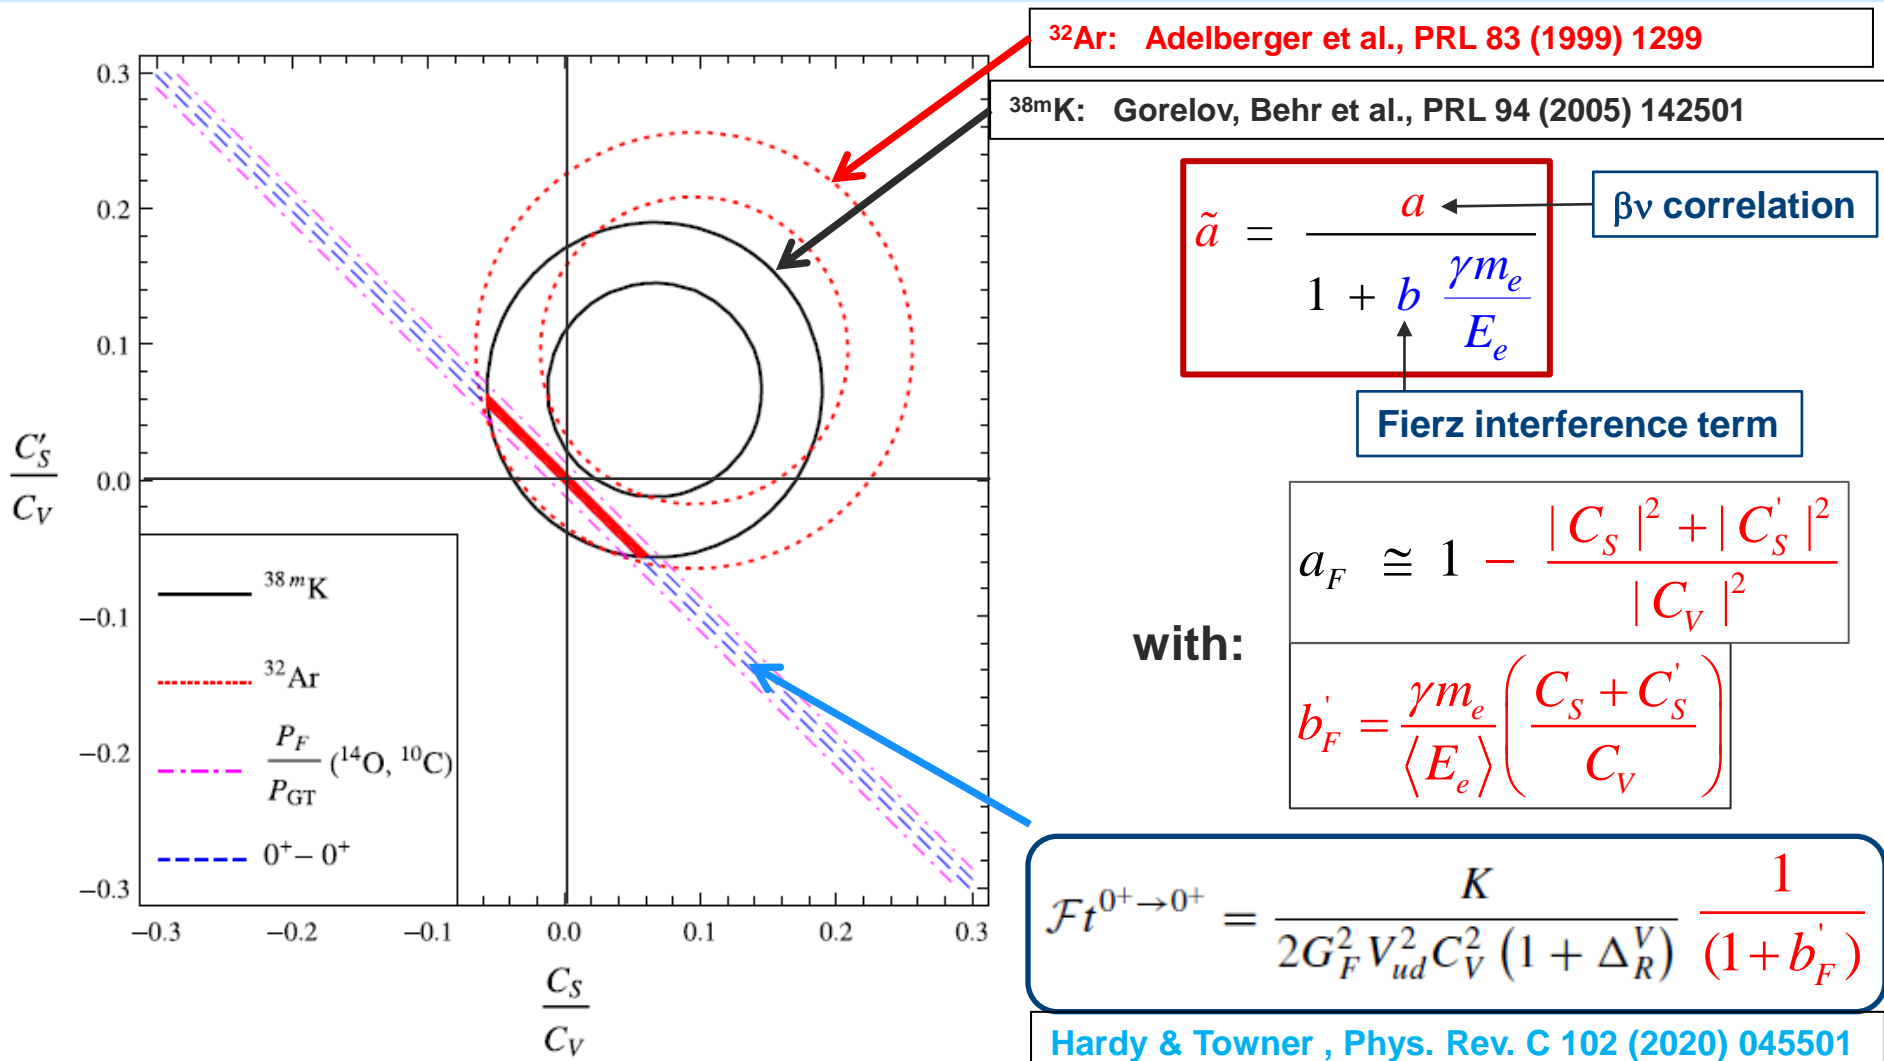 ³²Ar: Adelberger et al., PRL 83 (1999) 1299
³⁸ᵐK: Gorelov, Behr et al., PRL 94 (2005) 142501
ã = a / (1 + b γmₑ/Eₑ)
βν correlation
Fierz interference term
with:
a_F ≅ 1 − (|C_S|² + |C'_S|²) / |C_V|²
b'_F = γmₑ/⟨Eₑ⟩ ((C_S + C'_S) / C_V)
ℱt^{0⁺→0⁺} = K / (2G_F² V_ud² C_V² (1 + Δ_R^V)) 1 / (1 + b'_F)
Hardy & Towner , Phys. Rev. C 102 (2020) 045501
C'_S / C_V
0.3
0.2
0.1
0.0
−0.1
−0.2
−0.3
³⁸ᵐK
³²Ar
P_F / P_GT (¹⁴O, ¹⁰C)
0⁺− 0⁺
−0.3 −0.2 −0.1 0.0 0.1 0.2 0.3
C_S / C_V